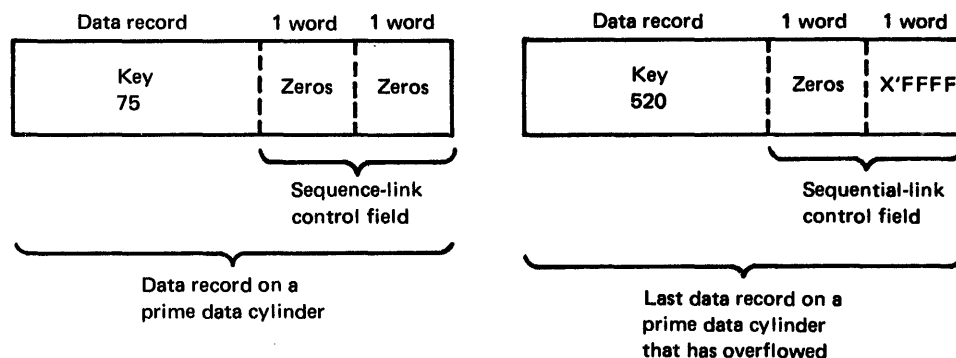 Data record 1 word 1 word
Key
75
Zeros Zeros
Sequence-link
control field
Data record on a
prime data cylinder
Data record 1 word 1 word
Key
520
Zeros X'FFFF
Sequential-link
control field
Last data record on a
prime data cylinder
that has overflowed